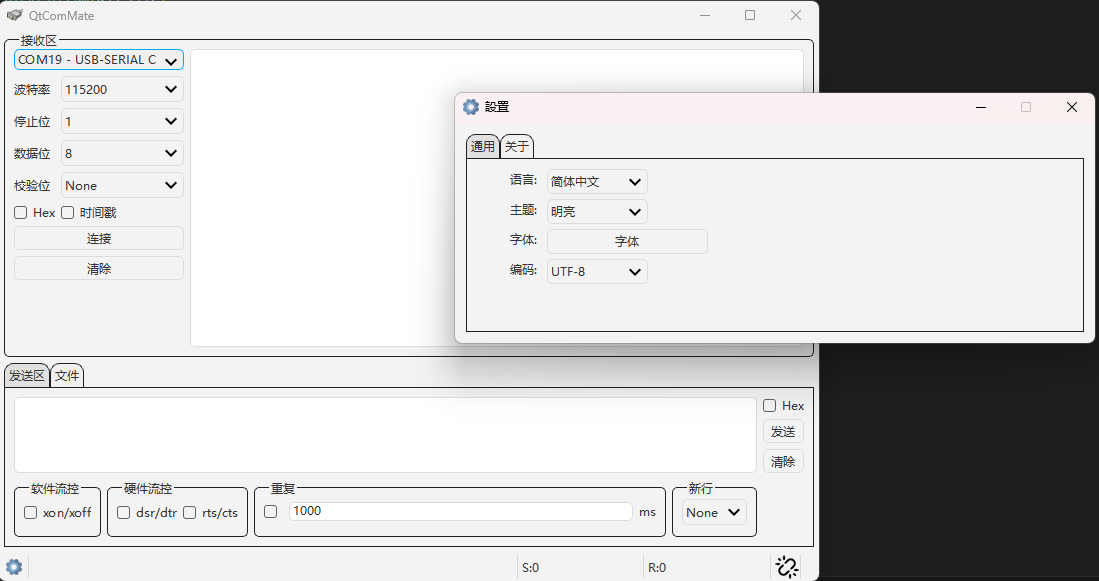 QtComMate
接收区
COM19 - USB-SERIAL C
波特率 115200
停止位 1
数据位 8
校验位 None
Hex 时间戳
连接
清除
設置
通用 关于
语言: 简体中文
主题: 明亮
字体: 字体
编码: UTF-8
发送区 文件
Hex
发送
清除
软件流控 硬件流控 重复 新行
xon/xoff dsr/dtr rts/cts 1000 ms None
S:0 R:0